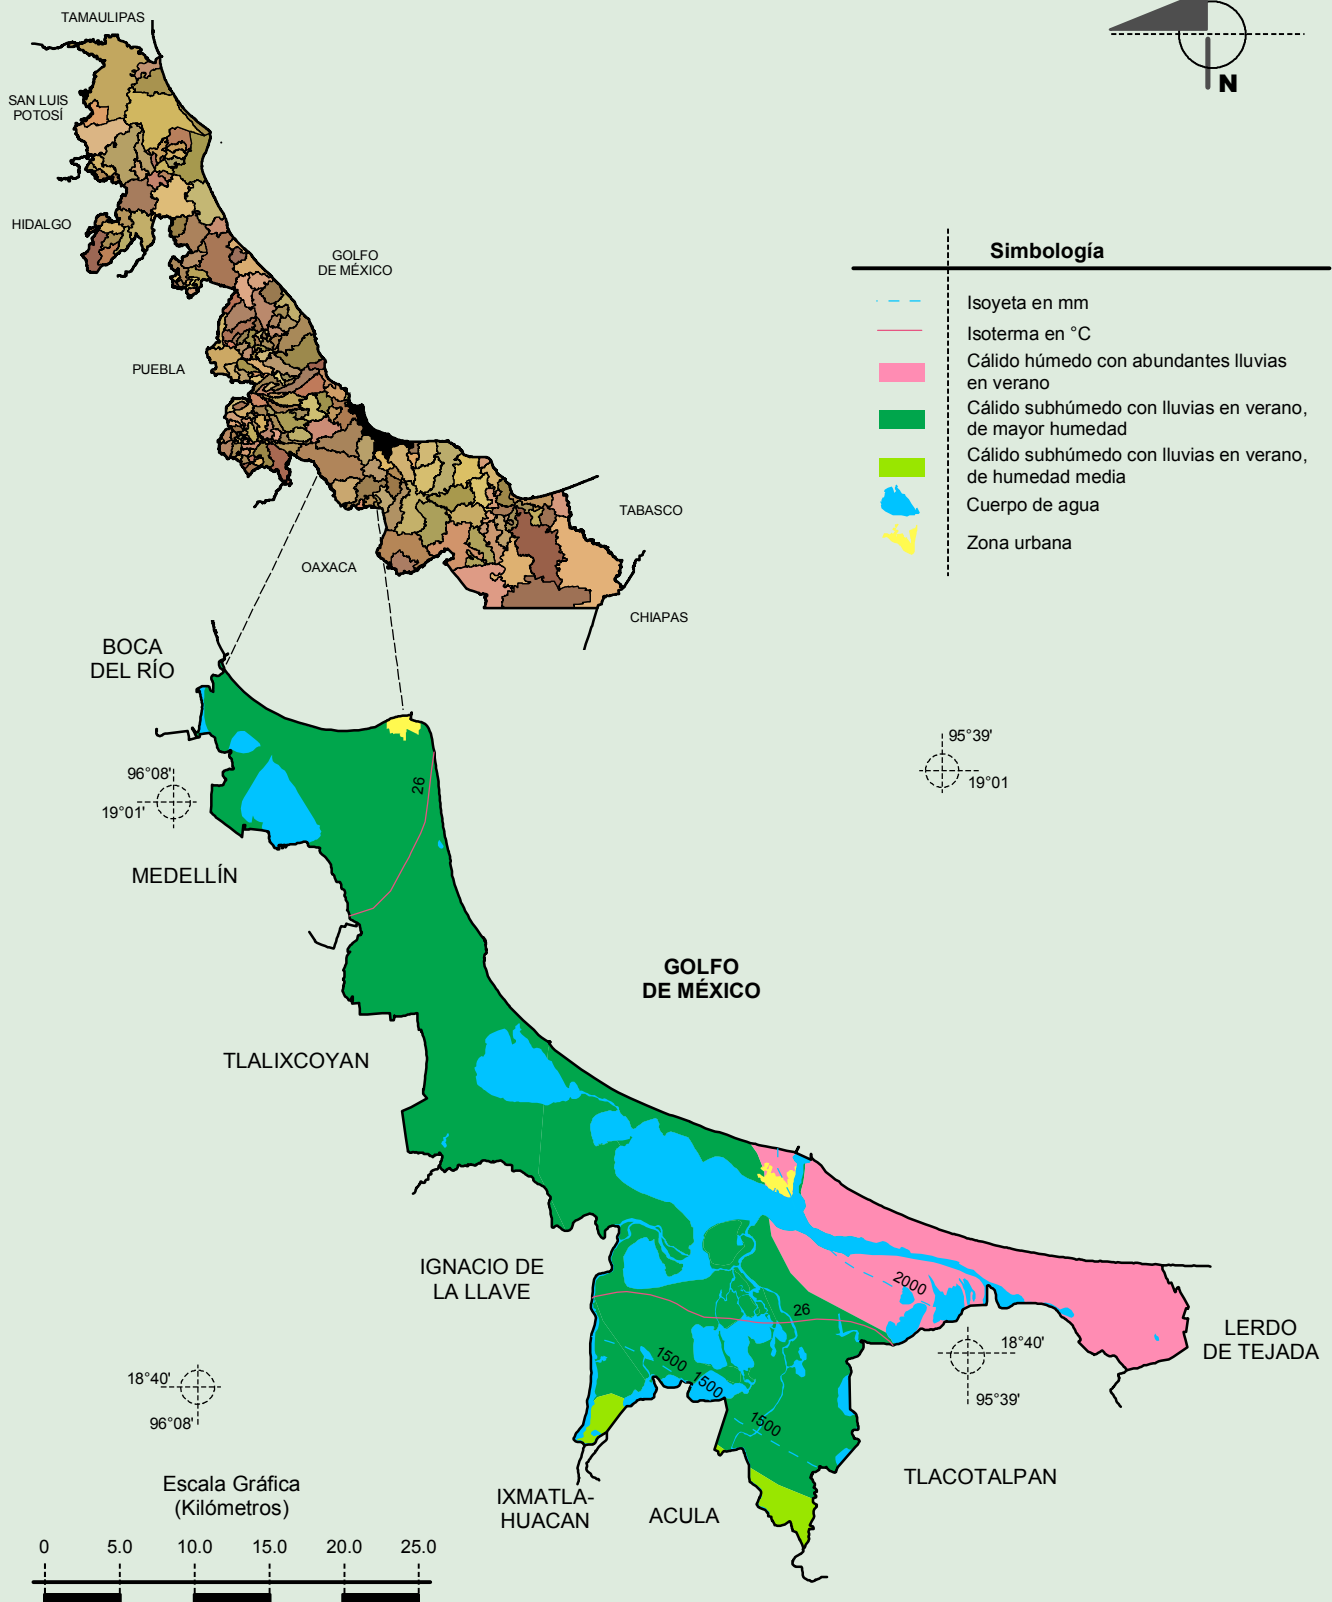 TAMAULIPAS
SAN LUIS
POTOSÍ
HIDALGO
GOLFO
DE MÉXICO
PUEBLA
OAXACA
TABASCO
CHIAPAS
N
Simbología
Isoyeta en mm
Isoterma en °C
Cálido húmedo con abundantes lluvias
en verano
Cálido subhúmedo con lluvias en verano,
de mayor humedad
Cálido subhúmedo con lluvias en verano,
de humedad media
Cuerpo de agua
Zona urbana
BOCA
DEL RÍO
96°08'
19°01'
95°39'
19°01
26
MEDELLÍN
GOLFO
DE MÉXICO
TLALIXCOYAN
IGNACIO DE
LA LLAVE
2000
26
LERDO
DE TEJADA
18°40'
95°39'
1500
1500
1500
18°40'
96°08'
TLACOTALPAN
IXMATLA-
HUACAN
ACULA
Escala Gráfica
(Kilómetros)
0 5.0 10.0 15.0 20.0 25.0